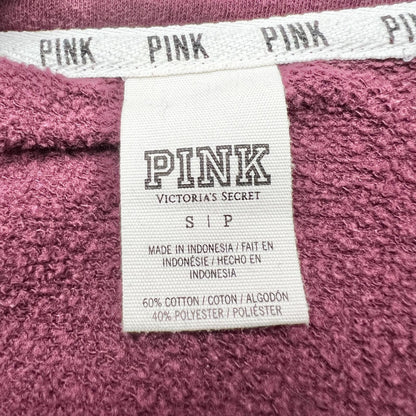 PINK PINK PINK PINK
PINK
VICTORIA'S SECRET
S | P
MADE IN INDONESIA / FAIT EN
INDONÉSIE / HECHO EN
INDONESIA
60% COTTON / COTON / ALGODÓN
40% POLYESTER / POLIÉSTER